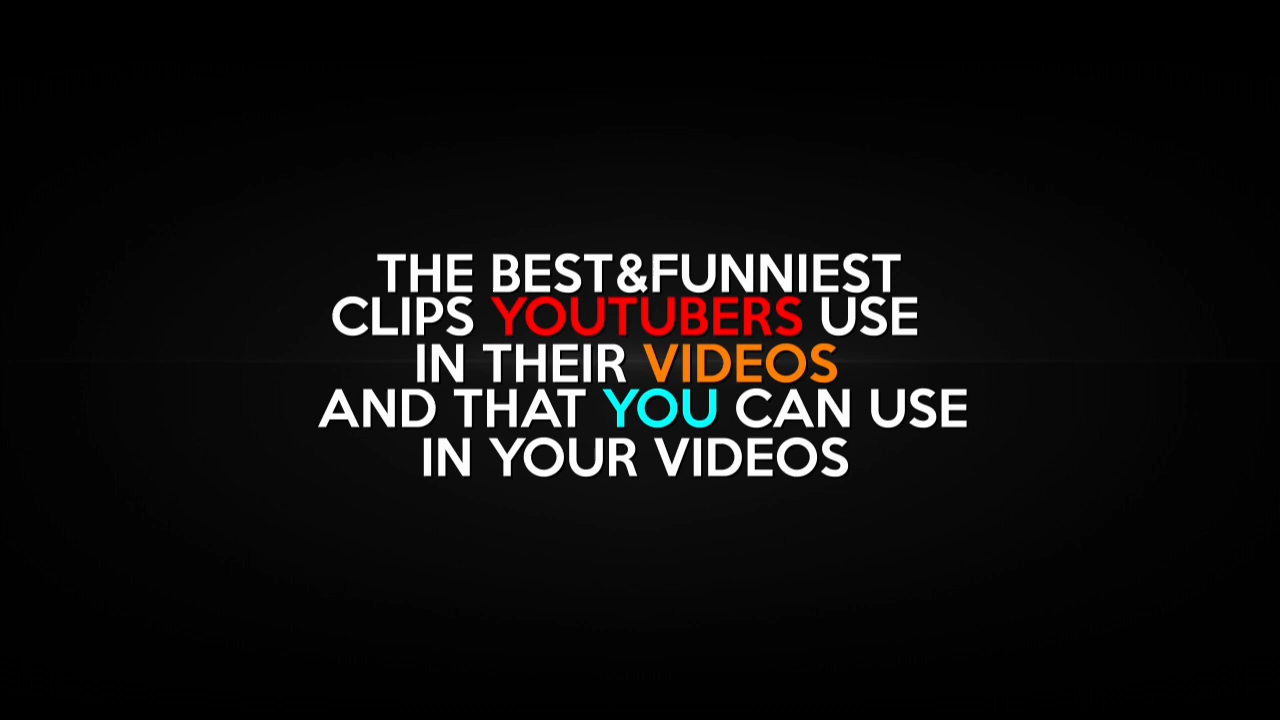 THE BEST&FUNNIEST
CLIPS YOUTUBERS USE
IN THEIR VIDEOS
AND THAT YOU CAN USE
IN YOUR VIDEOS